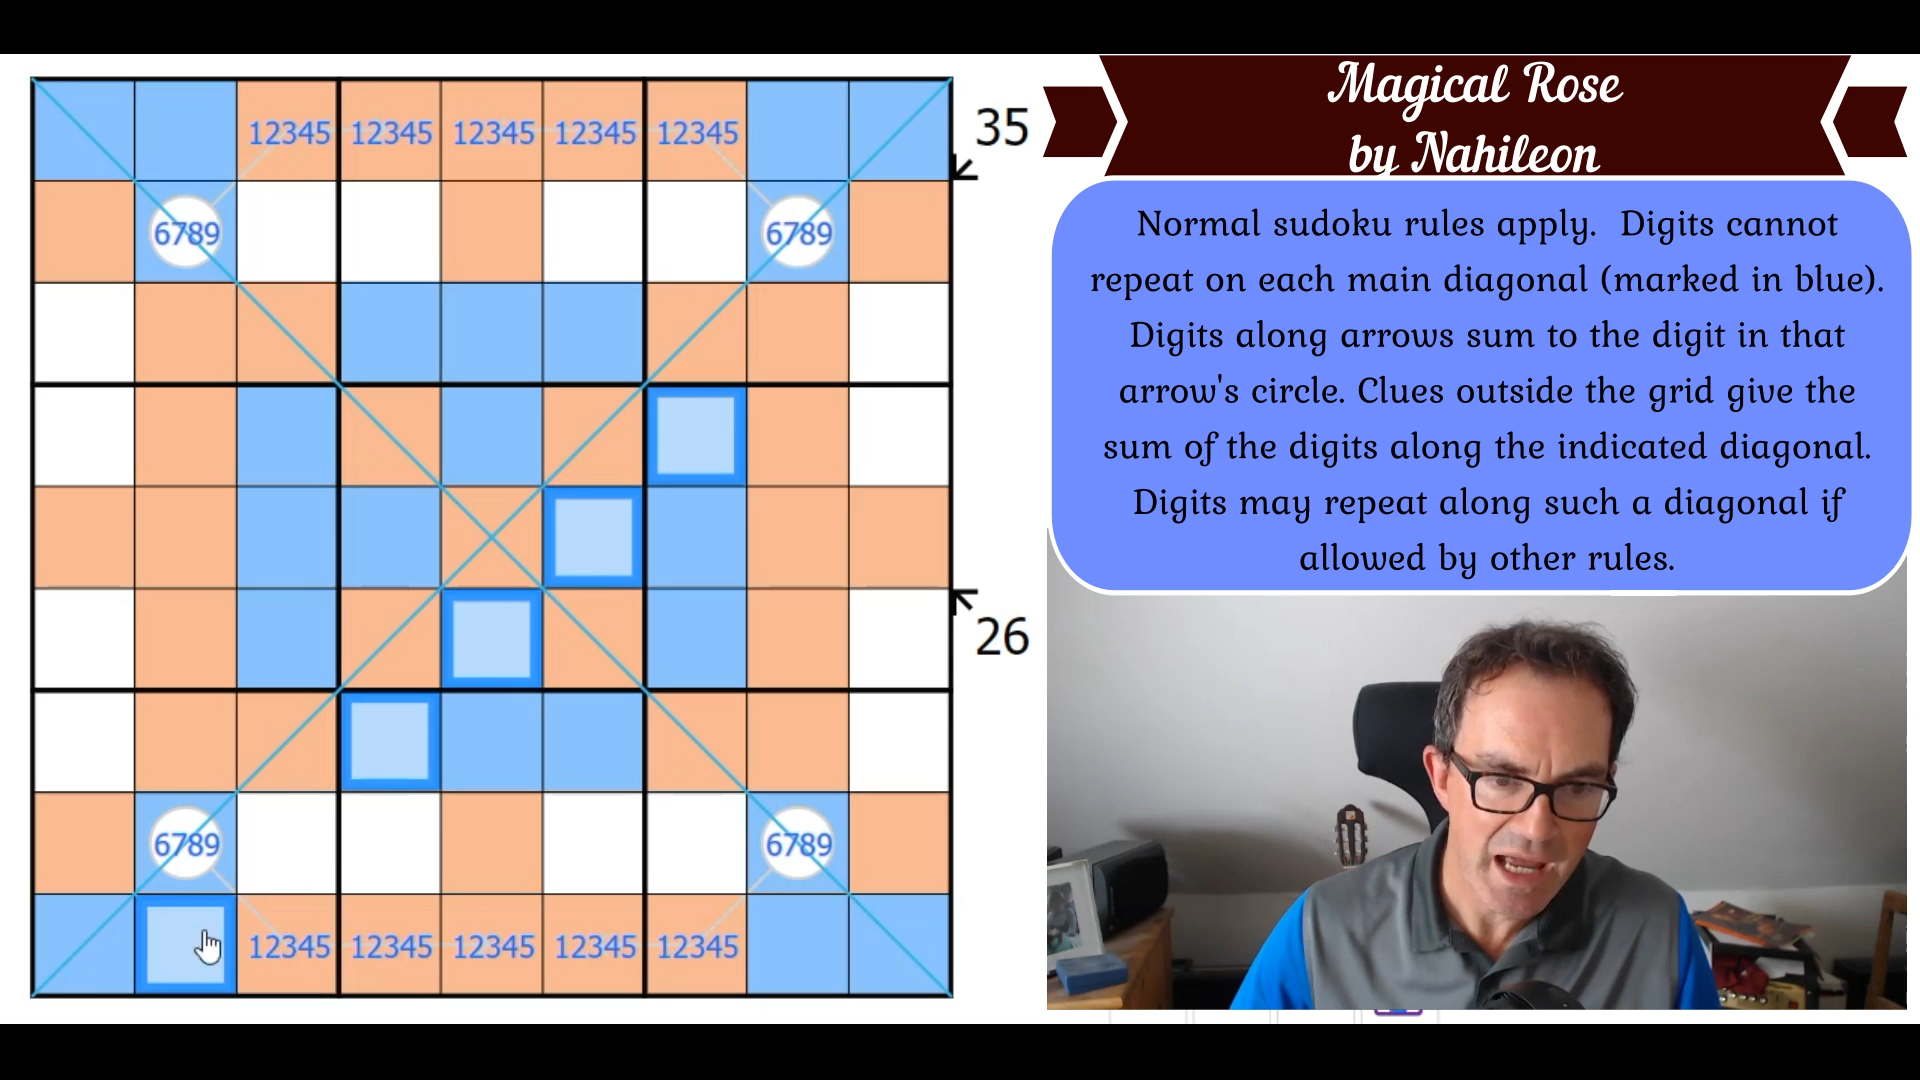 Magical Rose
by Nahileon
Normal sudoku rules apply. Digits cannot
repeat on each main diagonal (marked in blue).
Digits along arrows sum to the digit in that
arrow's circle. Clues outside the grid give the
sum of the digits along the indicated diagonal.
Digits may repeat along such a diagonal if
allowed by other rules.
35
12345 12345 12345 12345 12345
6789 6789
26
6789 6789
12345 12345 12345 12345 12345